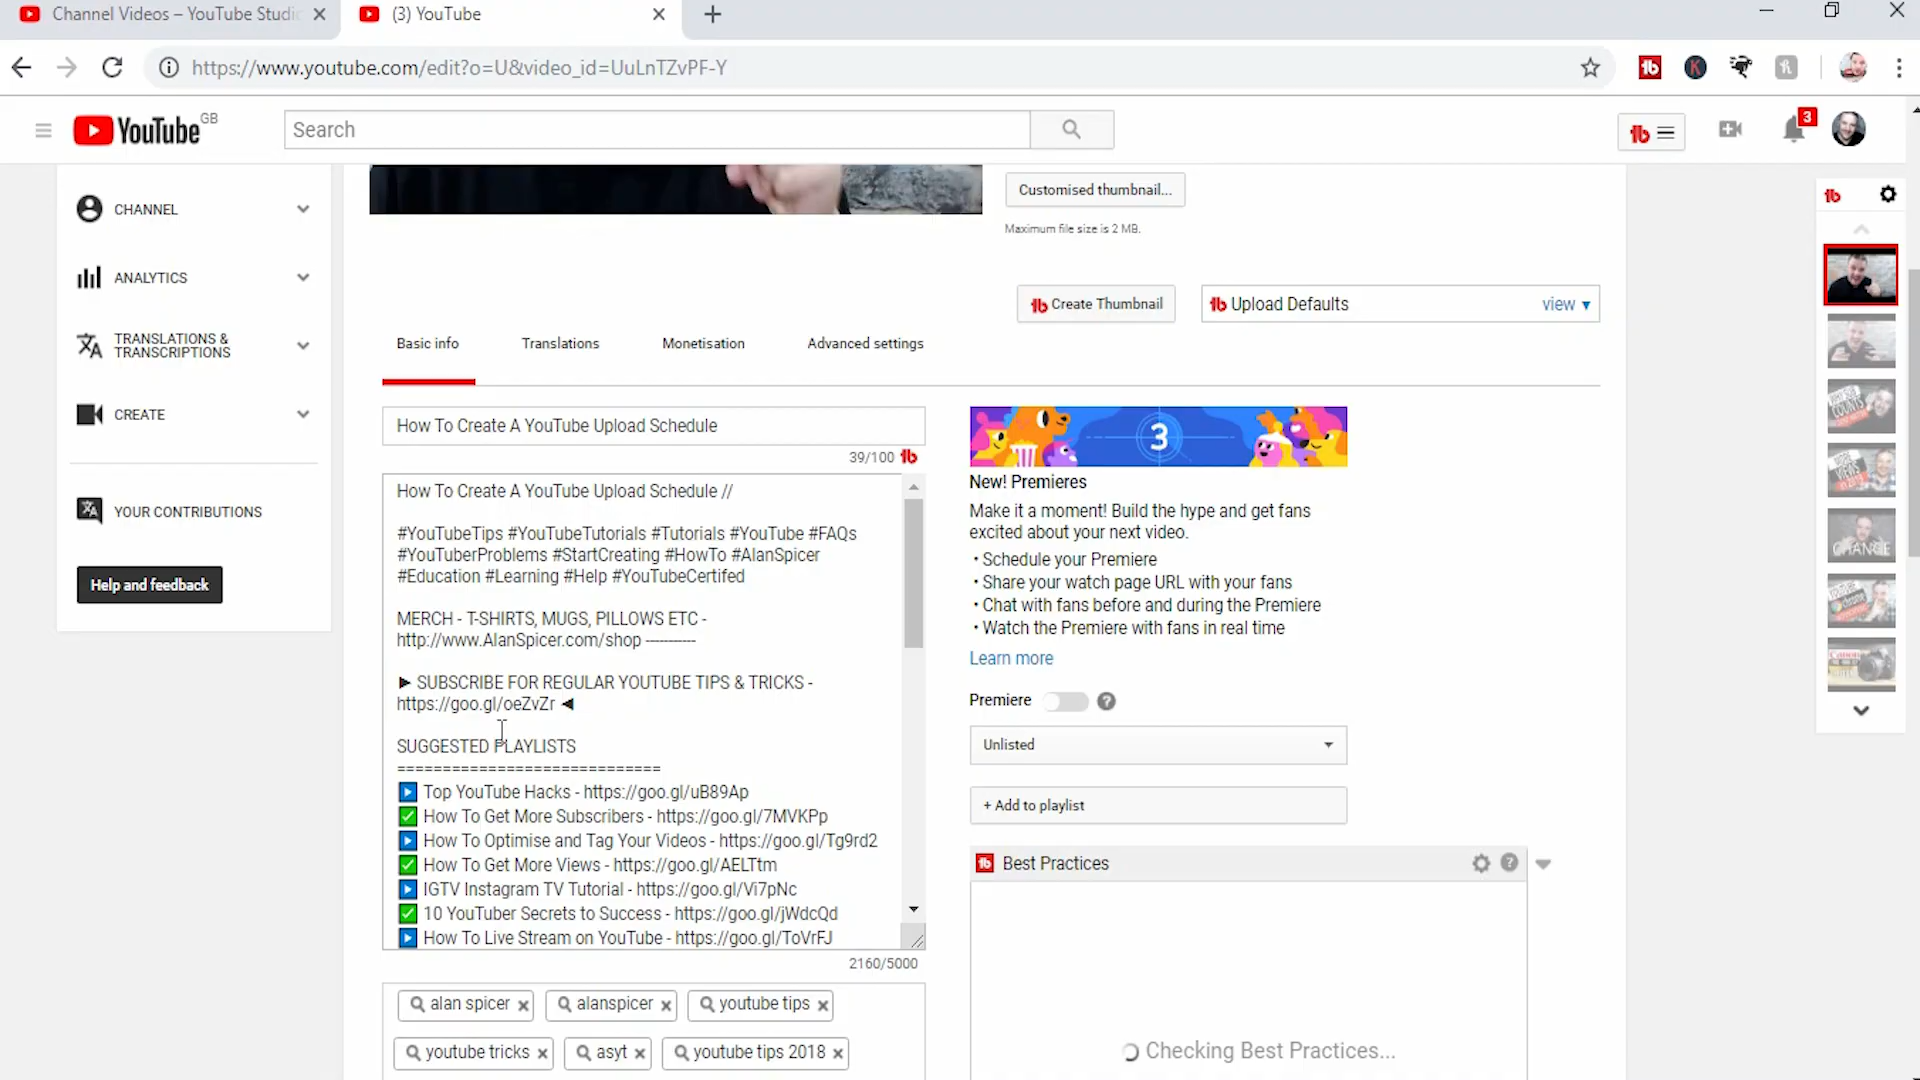 Channel Videos – YouTube Studio
(3) YouTube
https://www.youtube.com/edit?o=U&video_id=UuLnTZvPF-Y
YouTube GB
Search
3
CHANNEL
ANALYTICS
TRANSLATIONS &
TRANSCRIPTIONS
CREATE
YOUR CONTRIBUTIONS
Help and feedback
Customised thumbnail...
Maximum file size is 2 MB.
Create Thumbnail
Upload Defaults
view ▼
Basic info
Translations
Monetisation
Advanced settings
How To Create A YouTube Upload Schedule
39/100
How To Create A YouTube Upload Schedule //
#YouTubeTips #YouTubeTutorials #Tutorials #YouTube #FAQs
#YouTuberProblems #StartCreating #HowTo #AlanSpicer
#Education #Learning #Help #YouTubeCertifed
MERCH - T-SHIRTS, MUGS, PILLOWS ETC -
http://www.AlanSpicer.com/shop -----------
► SUBSCRIBE FOR REGULAR YOUTUBE TIPS & TRICKS -
https://goo.gl/oeZvZr ◄
SUGGESTED PLAYLISTS
=============================
▶ Top YouTube Hacks - https://goo.gl/uB89Ap
✅ How To Get More Subscribers - https://goo.gl/7MVKPp
▶ How To Optimise and Tag Your Videos - https://goo.gl/Tg9rd2
✅ How To Get More Views - https://goo.gl/AELTtm
▶ IGTV Instagram TV Tutorial - https://goo.gl/Vi7pNc
✅ 10 YouTuber Secrets to Success - https://goo.gl/jWdcQd
▶ How To Live Stream on YouTube - https://goo.gl/ToVrFJ
2160/5000
alan spicer
alanspicer
youtube tips
youtube tricks
asyt
youtube tips 2018
3
New! Premieres
Make it a moment! Build the hype and get fans
excited about your next video.
• Schedule your Premiere
• Share your watch page URL with your fans
• Chat with fans before and during the Premiere
• Watch the Premiere with fans in real time
Learn more
Premiere
Unlisted
+ Add to playlist
Best Practices
Checking Best Practices...
COUNTS
CHANGE
Canon